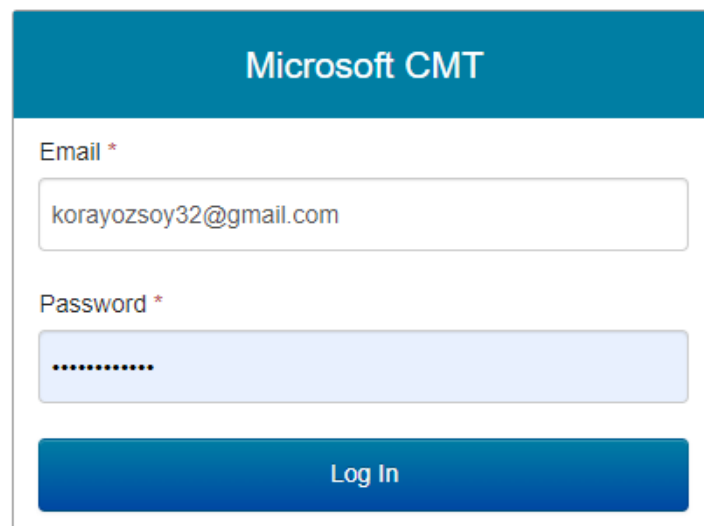 Microsoft CMT
Email *
korayozsoy32@gmail.com
Password *
••••••••••••
Log In